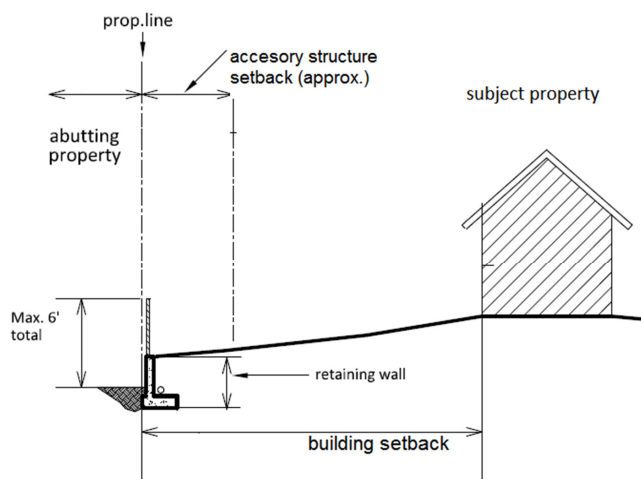 prop.line
accesory structure
setback (approx.)
subject property
abutting
property
Max. 6'
total
retaining wall
building setback